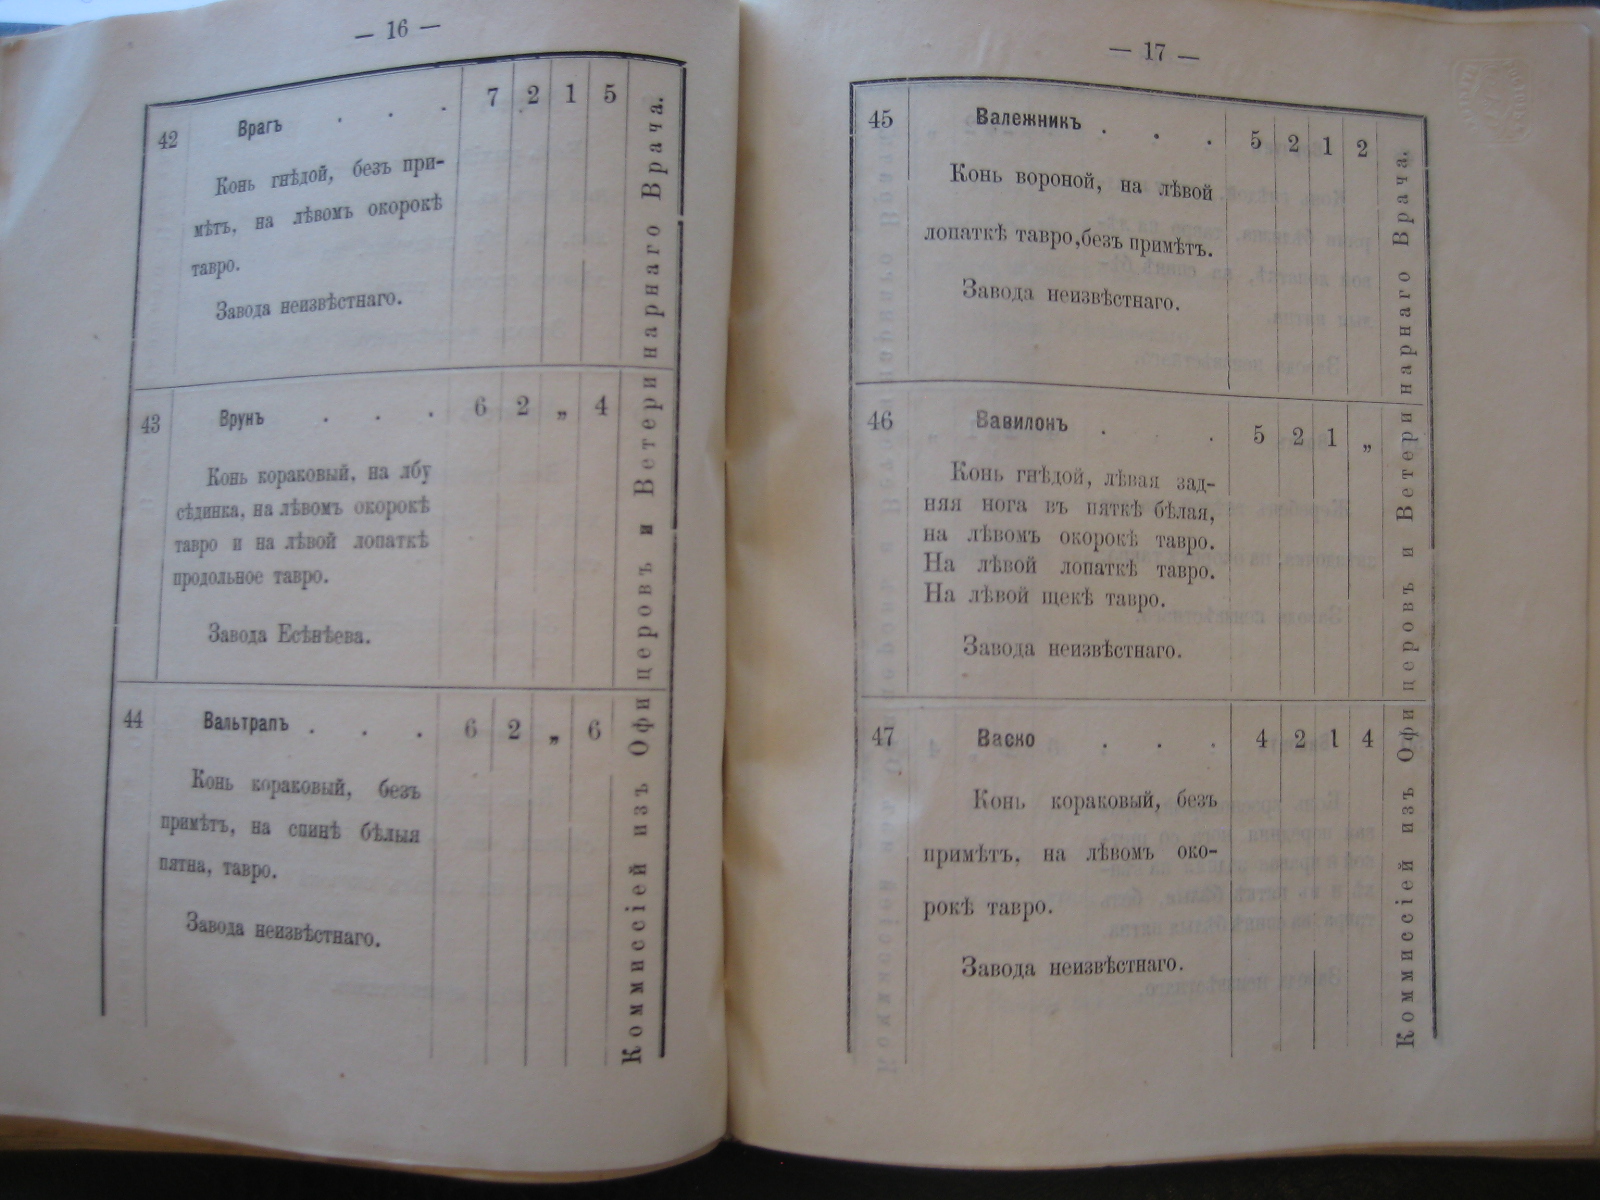 — 16 —
42 Врагъ . . . 7 2 1 5
Конь гнѣдой, безъ при-
мѣтъ, на лѣвомъ окорокѣ
тавро.
Завода неизвѣстнаго.
43 Врунъ . . . 6 2 „ 4
Конь кораковый, на лбу
сѣдинка, на лѣвомъ окорокѣ
тавро и на лѣвой лопаткѣ
продольное тавро.
Завода Есѣнѣева.
44 Вальтрапъ . . . 6 2 „ 6
Конь кораковый, безъ
примѣтъ, на спинѣ бѣлыя
пятна, тавро.
Завода неизвѣстнаго.
Коммиссіей изъ Офицеровъ и Ветеринарнаго Врача.
— 17 —
45 Валежникъ . . . 5 2 1 2
Конь вороной, на лѣвой
лопаткѣ тавро,безъ примѣтъ.
Завода неизвѣстнаго.
46 Вавилонъ . . 5 2 1 „
Конь гнѣдой, лѣвая зад-
няя нога въ пяткѣ бѣлая,
на лѣвомъ окорокѣ тавро.
На лѣвой лопаткѣ тавро.
На лѣвой щекѣ тавро.
Завода неизвѣстнаго.
47 Васко . . . 4 2 1 4
Конь кораковый, безъ
примѣтъ, на лѣвомъ око-
рокѣ тавро.
Завода неизвѣстнаго.
Коммиссіей изъ Офицеровъ и Ветеринарнаго Врача.